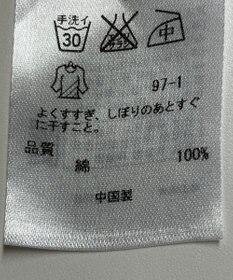 手洗イ
30
中
97-1
よくすすぎ、しぼりのあとすぐ
に干すこと。
品質 綿 100%
中国製